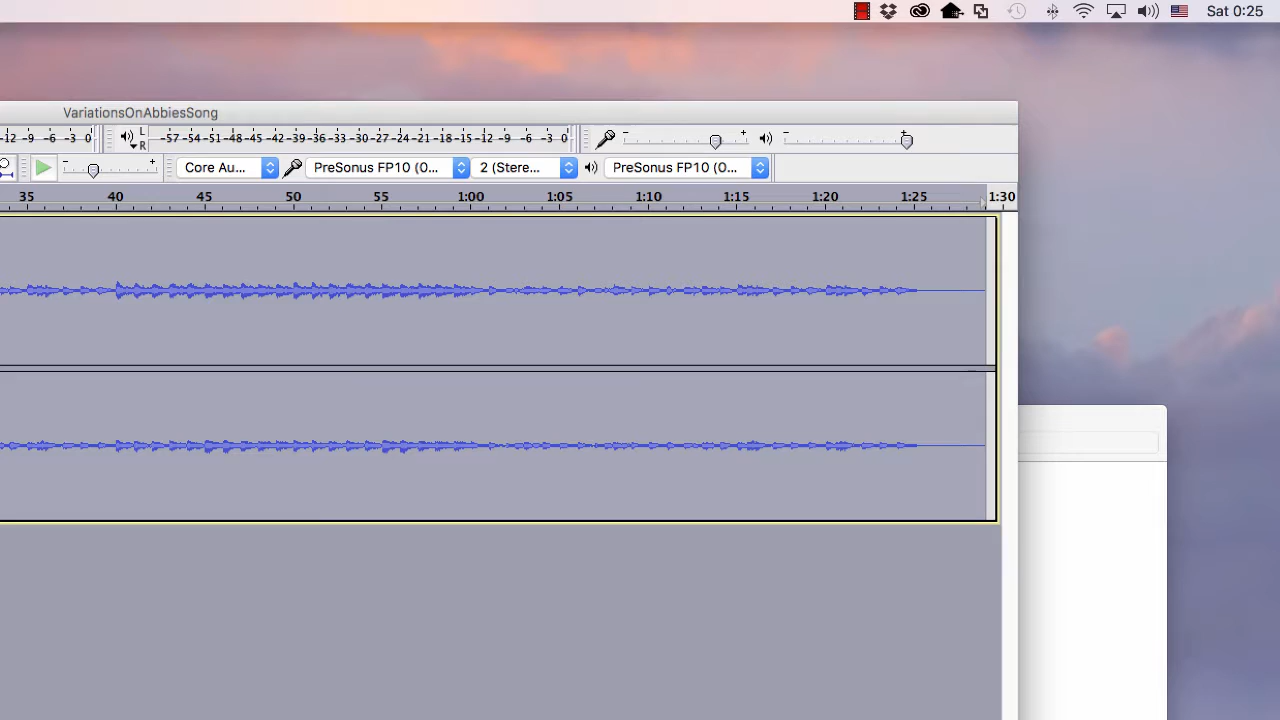 Sat 0:25
VariationsOnAbbiesSong
-12 -9 -6 -3 0 L R -57 -54 -51 -48 -45 -42 -39 -36 -33 -30 -27 -24 -21 -18 -15 -12 -9 -6 -3 0 - + - +
- + Core Au... PreSonus FP10 (0... 2 (Stere... PreSonus FP10 (0...
35 40 45 50 55 1:00 1:05 1:10 1:15 1:20 1:25 1:30